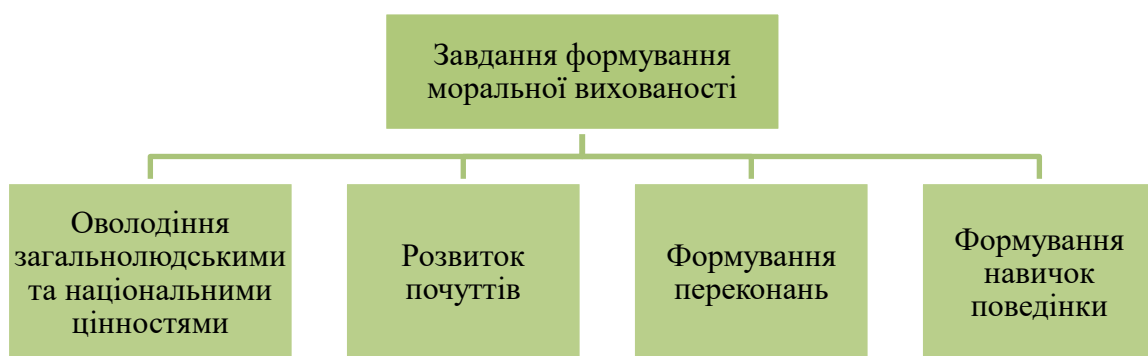 Завдання формування
моральної вихованості
Оволодіння
загальнолюдськими
та національними
цінностями
Розвиток
почуттів
Формування
переконань
Формування
навичок
поведінки